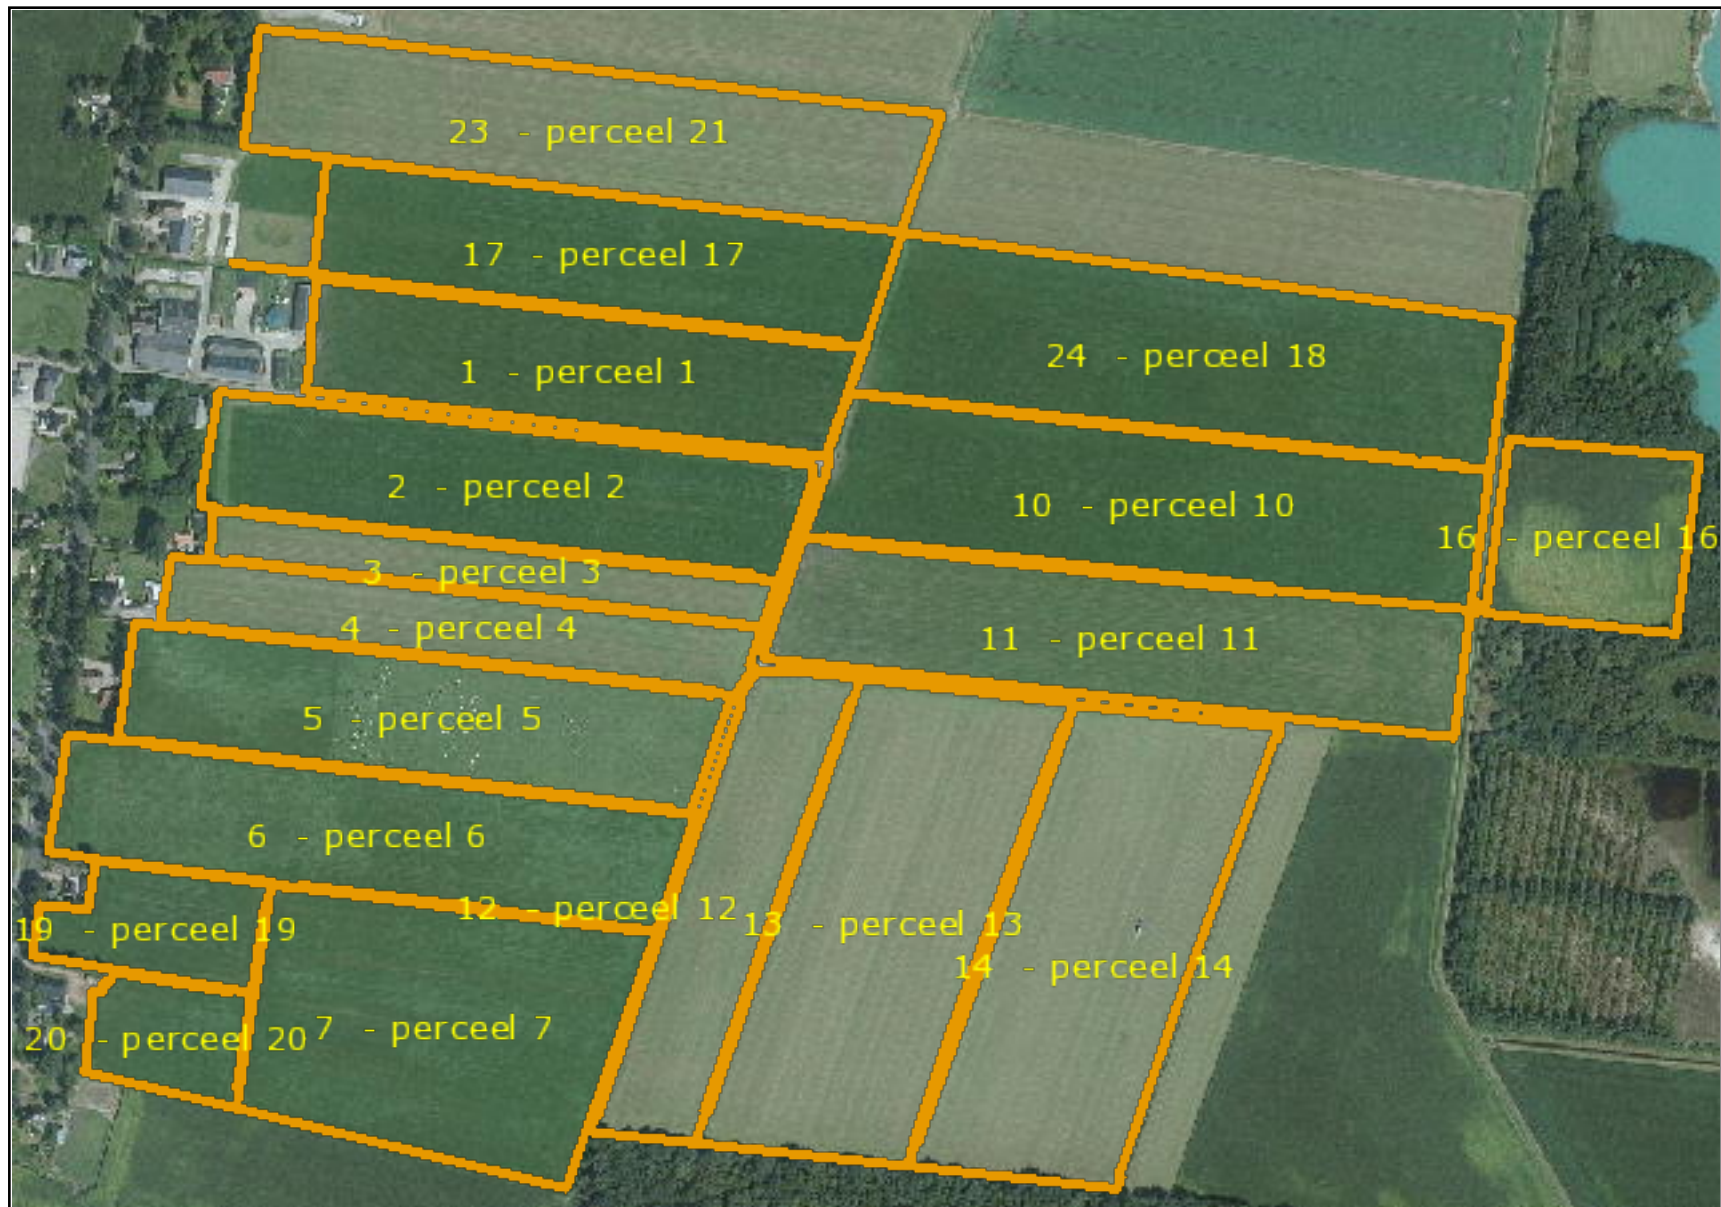 23 - perceel 21
17 - perceel 17
24 - perceel 18
1 - perceel 1
2 - perceel 2
10 - perceel 10
16 - perceel 16
3 - perceel 3
4 - perceel 4
11 - perceel 11
5 - perceel 5
6 - perceel 6
12 - perceel 12
13 - perceel 13
19 - perceel 19
14 - perceel 14
7 - perceel 7
20 - perceel 20